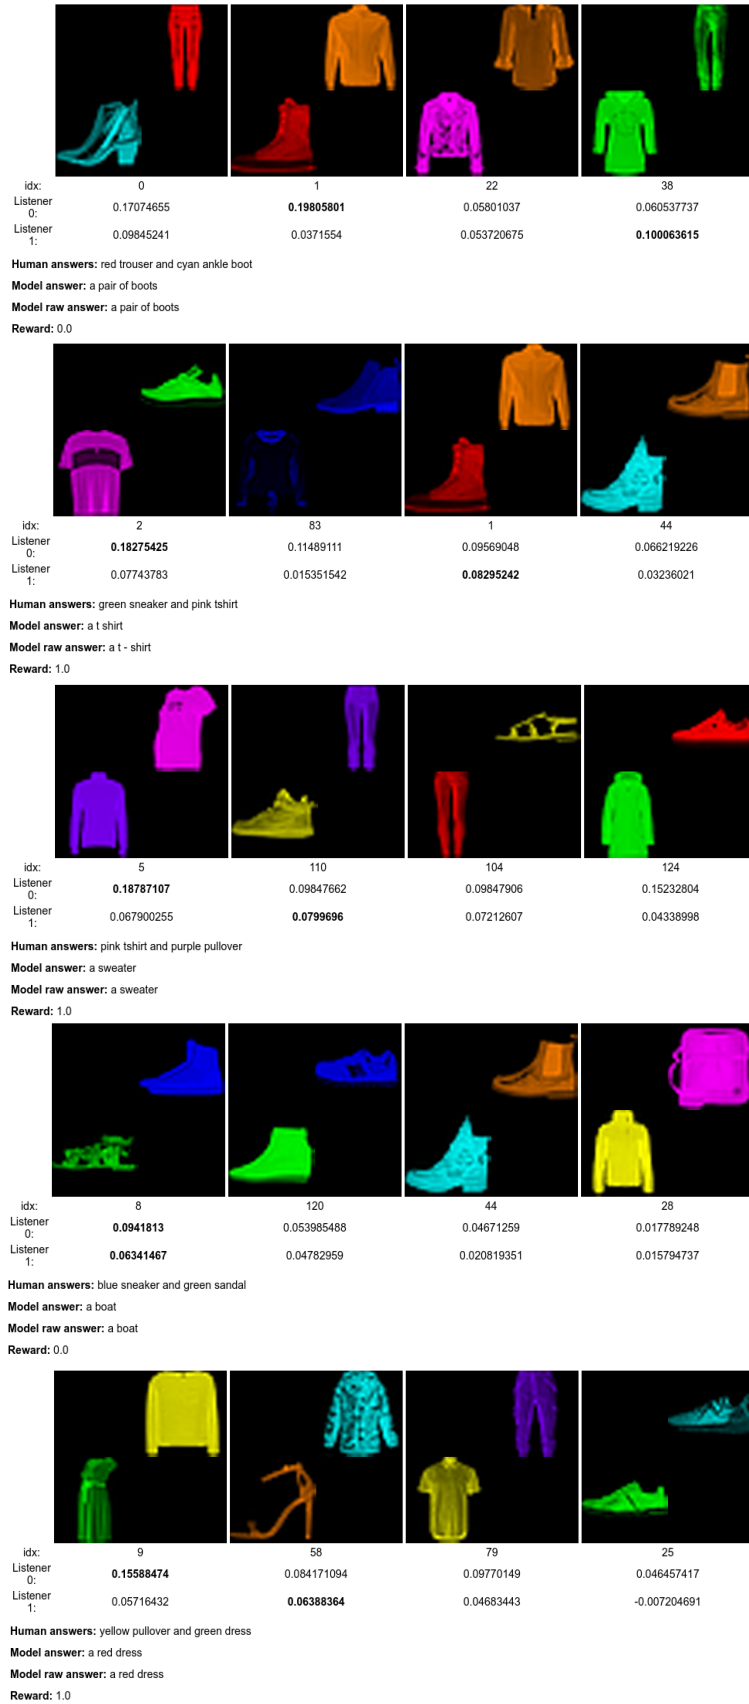 idx: 0 1 22 38
Listener 0: 0.17074655 0.19805801 0.05801037 0.060537737
Listener 1: 0.09845241 0.0371554 0.053720675 0.100063615
Human answers: red trouser and cyan ankle boot
Model answer: a pair of boots
Model raw answer: a pair of boots
Reward: 0.0
idx: 2 83 1 44
Listener 0: 0.18275425 0.11489111 0.09569048 0.066219226
Listener 1: 0.07743783 0.015351542 0.08295242 0.03236021
Human answers: green sneaker and pink tshirt
Model answer: a t shirt
Model raw answer: a t - shirt
Reward: 1.0
idx: 5 110 104 124
Listener 0: 0.18787107 0.09847662 0.09847906 0.15232804
Listener 1: 0.067900255 0.0799696 0.07212607 0.04338998
Human answers: pink tshirt and purple pullover
Model answer: a sweater
Model raw answer: a sweater
Reward: 1.0
idx: 8 120 44 28
Listener 0: 0.0941813 0.053985488 0.04671259 0.017789248
Listener 1: 0.06341467 0.04782959 0.020819351 0.015794737
Human answers: blue sneaker and green sandal
Model answer: a boat
Model raw answer: a boat
Reward: 0.0
idx: 9 58 79 25
Listener 0: 0.15588474 0.084171094 0.09770149 0.046457417
Listener 1: 0.05716432 0.06388364 0.04683443 -0.007204691
Human answers: yellow pullover and green dress
Model answer: a red dress
Model raw answer: a red dress
Reward: 1.0